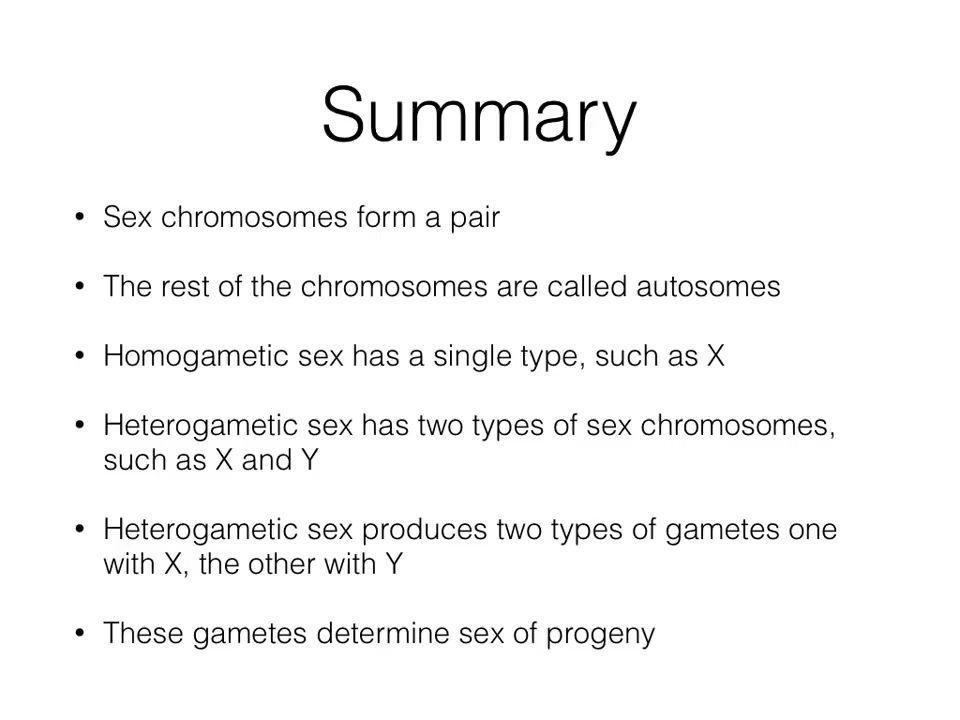 Summary
• Sex chromosomes form a pair
• The rest of the chromosomes are called autosomes
• Homogametic sex has a single type, such as X
• Heterogametic sex has two types of sex chromosomes,
such as X and Y
• Heterogametic sex produces two types of gametes one
with X, the other with Y
• These gametes determine sex of progeny